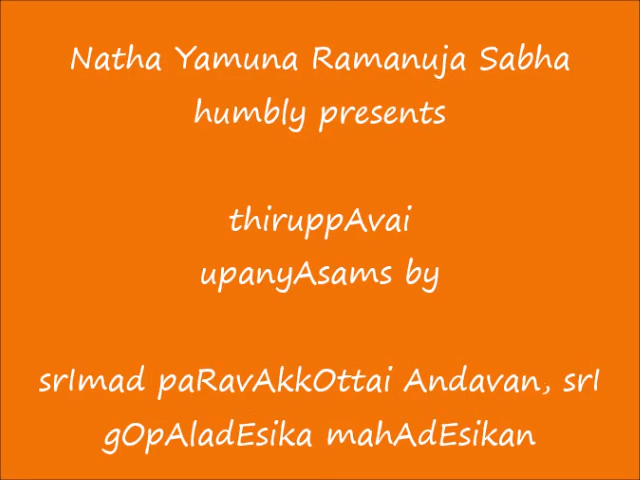 Natha Yamuna Ramanuja Sabha
humbly presents
thiruppAvai
upanyAsams by
srImad paRavAkkOttai Andavan, srI
gOpAladEsika mahAdEsikan